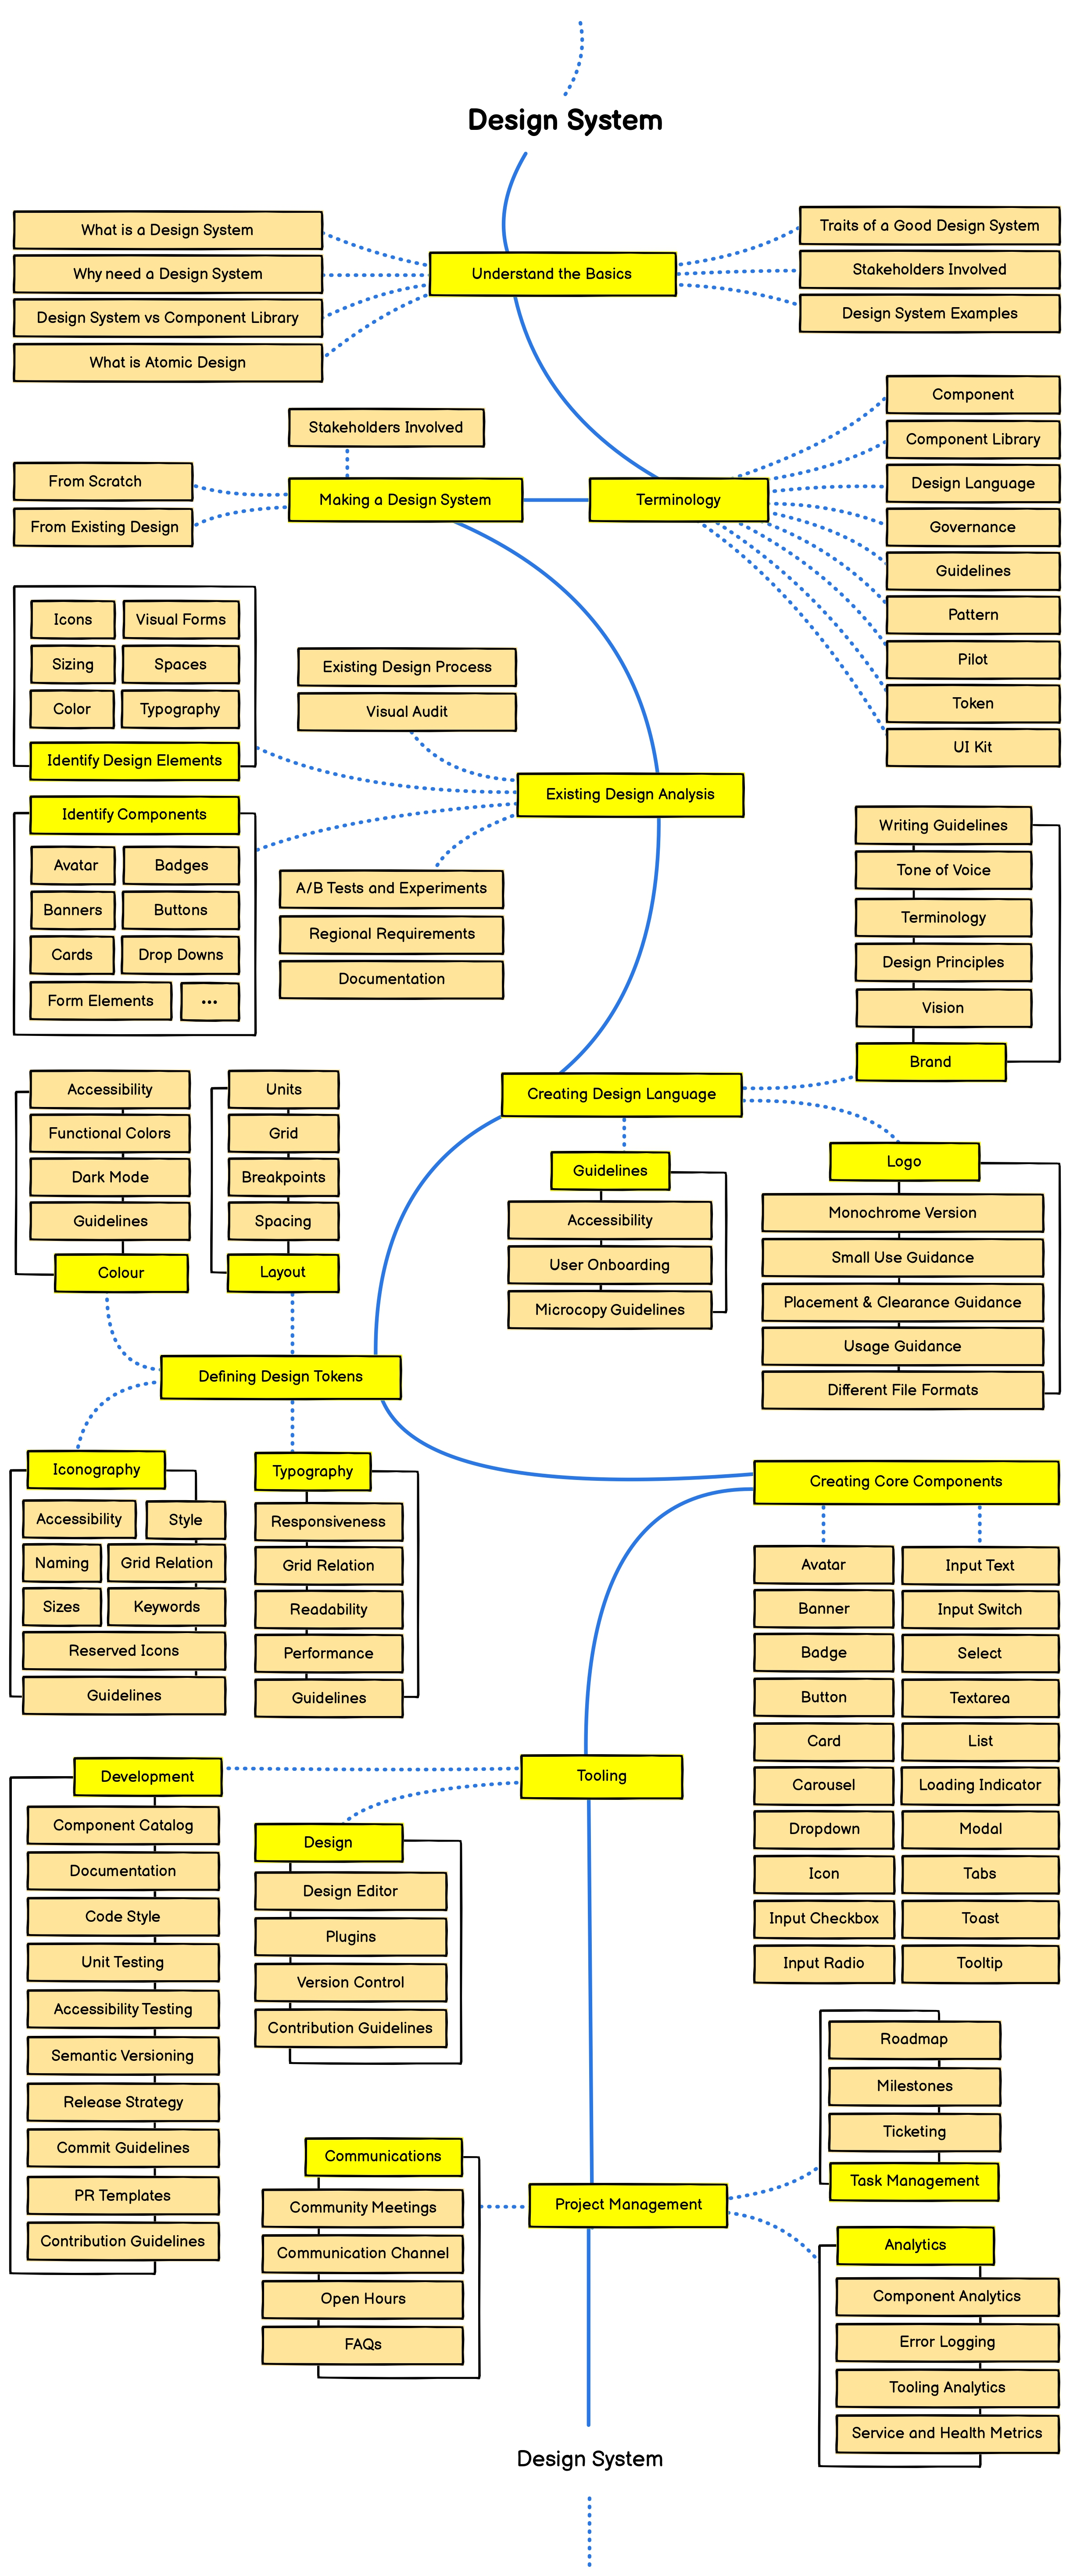 Design System
What is a Design System
Why need a Design System
Design System vs Component Library
What is Atomic Design
Understand the Basics
Traits of a Good Design System
Stakeholders Involved
Design System Examples
Component
Component Library
Design Language
Governance
Guidelines
Pattern
Pilot
Token
UI Kit
Terminology
Stakeholders Involved
Making a Design System
From Scratch
From Existing Design
Icons
Visual Forms
Sizing
Spaces
Color
Typography
Identify Design Elements
Existing Design Process
Visual Audit
Existing Design Analysis
Identify Components
Avatar
Badges
Banners
Buttons
Cards
Drop Downs
Form Elements
...
A/B Tests and Experiments
Regional Requirements
Documentation
Writing Guidelines
Tone of Voice
Terminology
Design Principles
Vision
Brand
Creating Design Language
Guidelines
Accessibility
User Onboarding
Microcopy Guidelines
Logo
Monochrome Version
Small Use Guidance
Placement & Clearance Guidance
Usage Guidance
Different File Formats
Accessibility
Functional Colors
Dark Mode
Guidelines
Colour
Units
Grid
Breakpoints
Spacing
Layout
Defining Design Tokens
Iconography
Accessibility
Style
Naming
Grid Relation
Sizes
Keywords
Reserved Icons
Guidelines
Typography
Responsiveness
Grid Relation
Readability
Performance
Guidelines
Creating Core Components
Avatar
Banner
Badge
Button
Card
Carousel
Dropdown
Icon
Input Checkbox
Input Radio
Input Text
Input Switch
Select
Textarea
List
Loading Indicator
Modal
Tabs
Toast
Tooltip
Tooling
Development
Component Catalog
Documentation
Code Style
Unit Testing
Accessibility Testing
Semantic Versioning
Release Strategy
Commit Guidelines
PR Templates
Contribution Guidelines
Design
Design Editor
Plugins
Version Control
Contribution Guidelines
Communications
Community Meetings
Communication Channel
Open Hours
FAQs
Project Management
Roadmap
Milestones
Ticketing
Task Management
Analytics
Component Analytics
Error Logging
Tooling Analytics
Service and Health Metrics
Design System